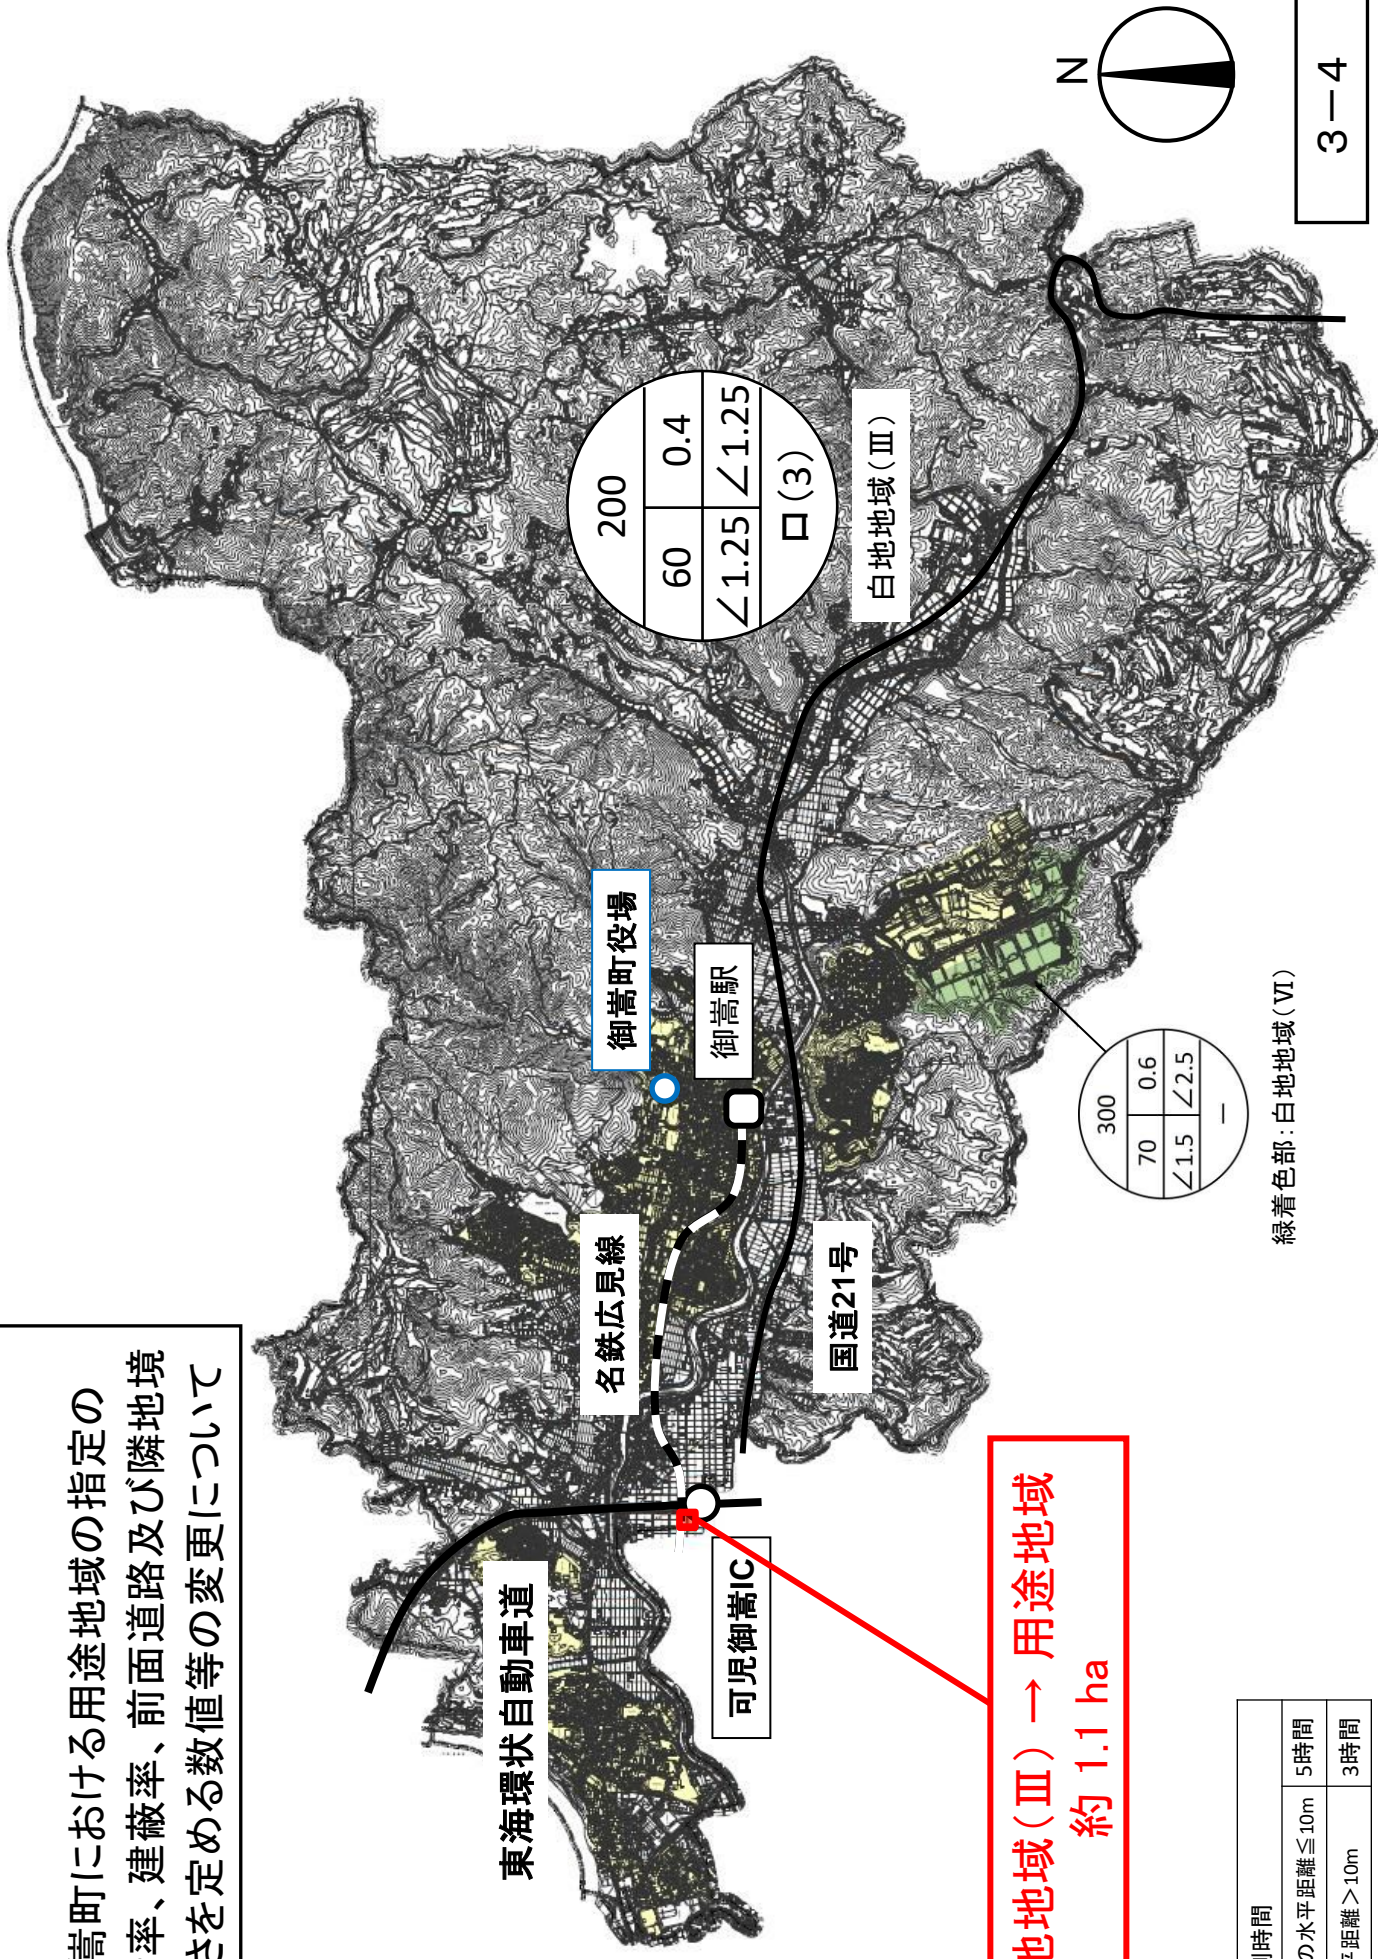 嵩町における用途地域の指定の
率、建蔽率、前面道路及び隣地境
さを定める数値等の変更について
N
3－4
200
60 0.4
∠1.25 ∠1.25
ロ(3)
白地地域(Ⅲ)
御嵩町役場
御嵩駅
名鉄広見線
国道21号
東海環状自動車道
可児御嵩IC
地地域(Ⅲ) → 用途地域
約 1.1 ha
300
70 0.6
∠1.5 ∠2.5
―
緑着色部：白地地域(Ⅵ)
時間
の水平距離≦10m 5時間
距離＞10m 3時間